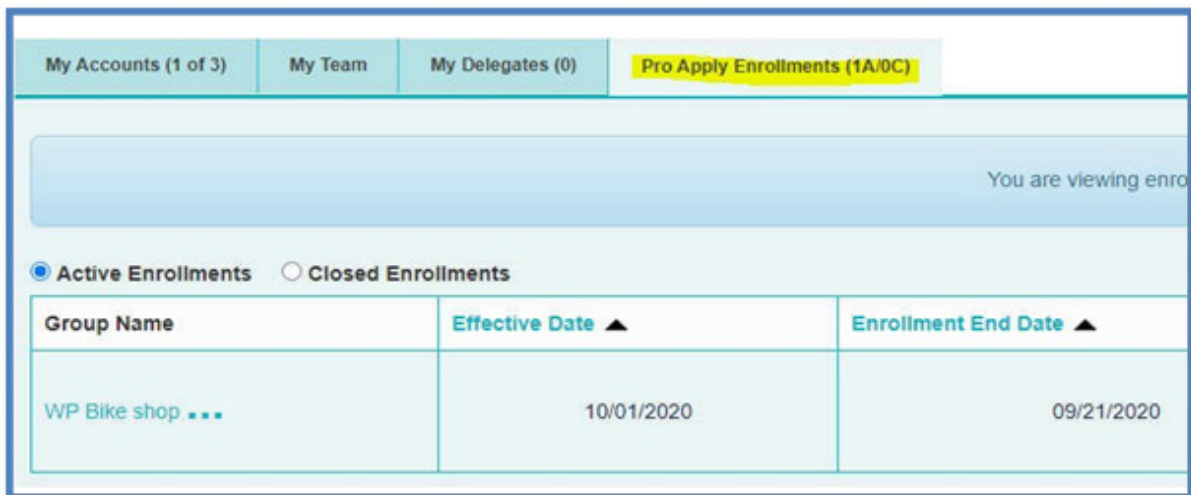 My Accounts (1 of 3) My Team My Delegates (0) Pro Apply Enrollments (1A/0C)
You are viewing
Active Enrollments Closed Enrollments
Group Name Effective Date Enrollment End Date
WP Bike shop ... 10/01/2020 09/21/2020